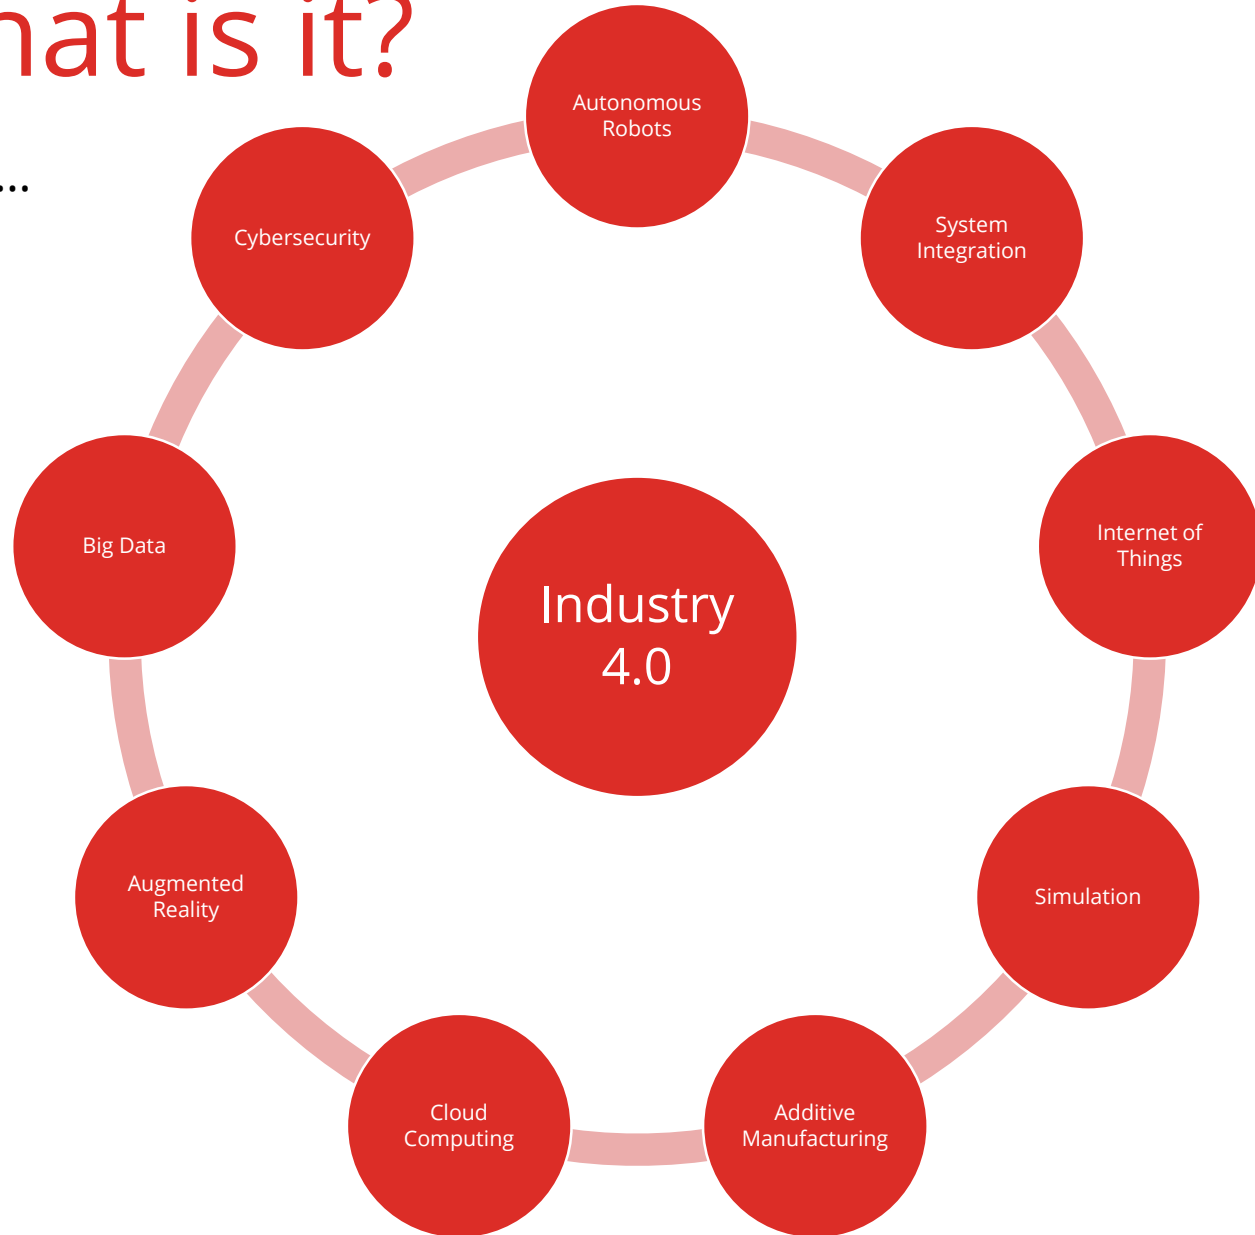 hat is it?
...
Autonomous
Robots
System
Integration
Internet of
Things
Simulation
Additive
Manufacturing
Cloud
Computing
Augmented
Reality
Big Data
Cybersecurity
Industry
4.0